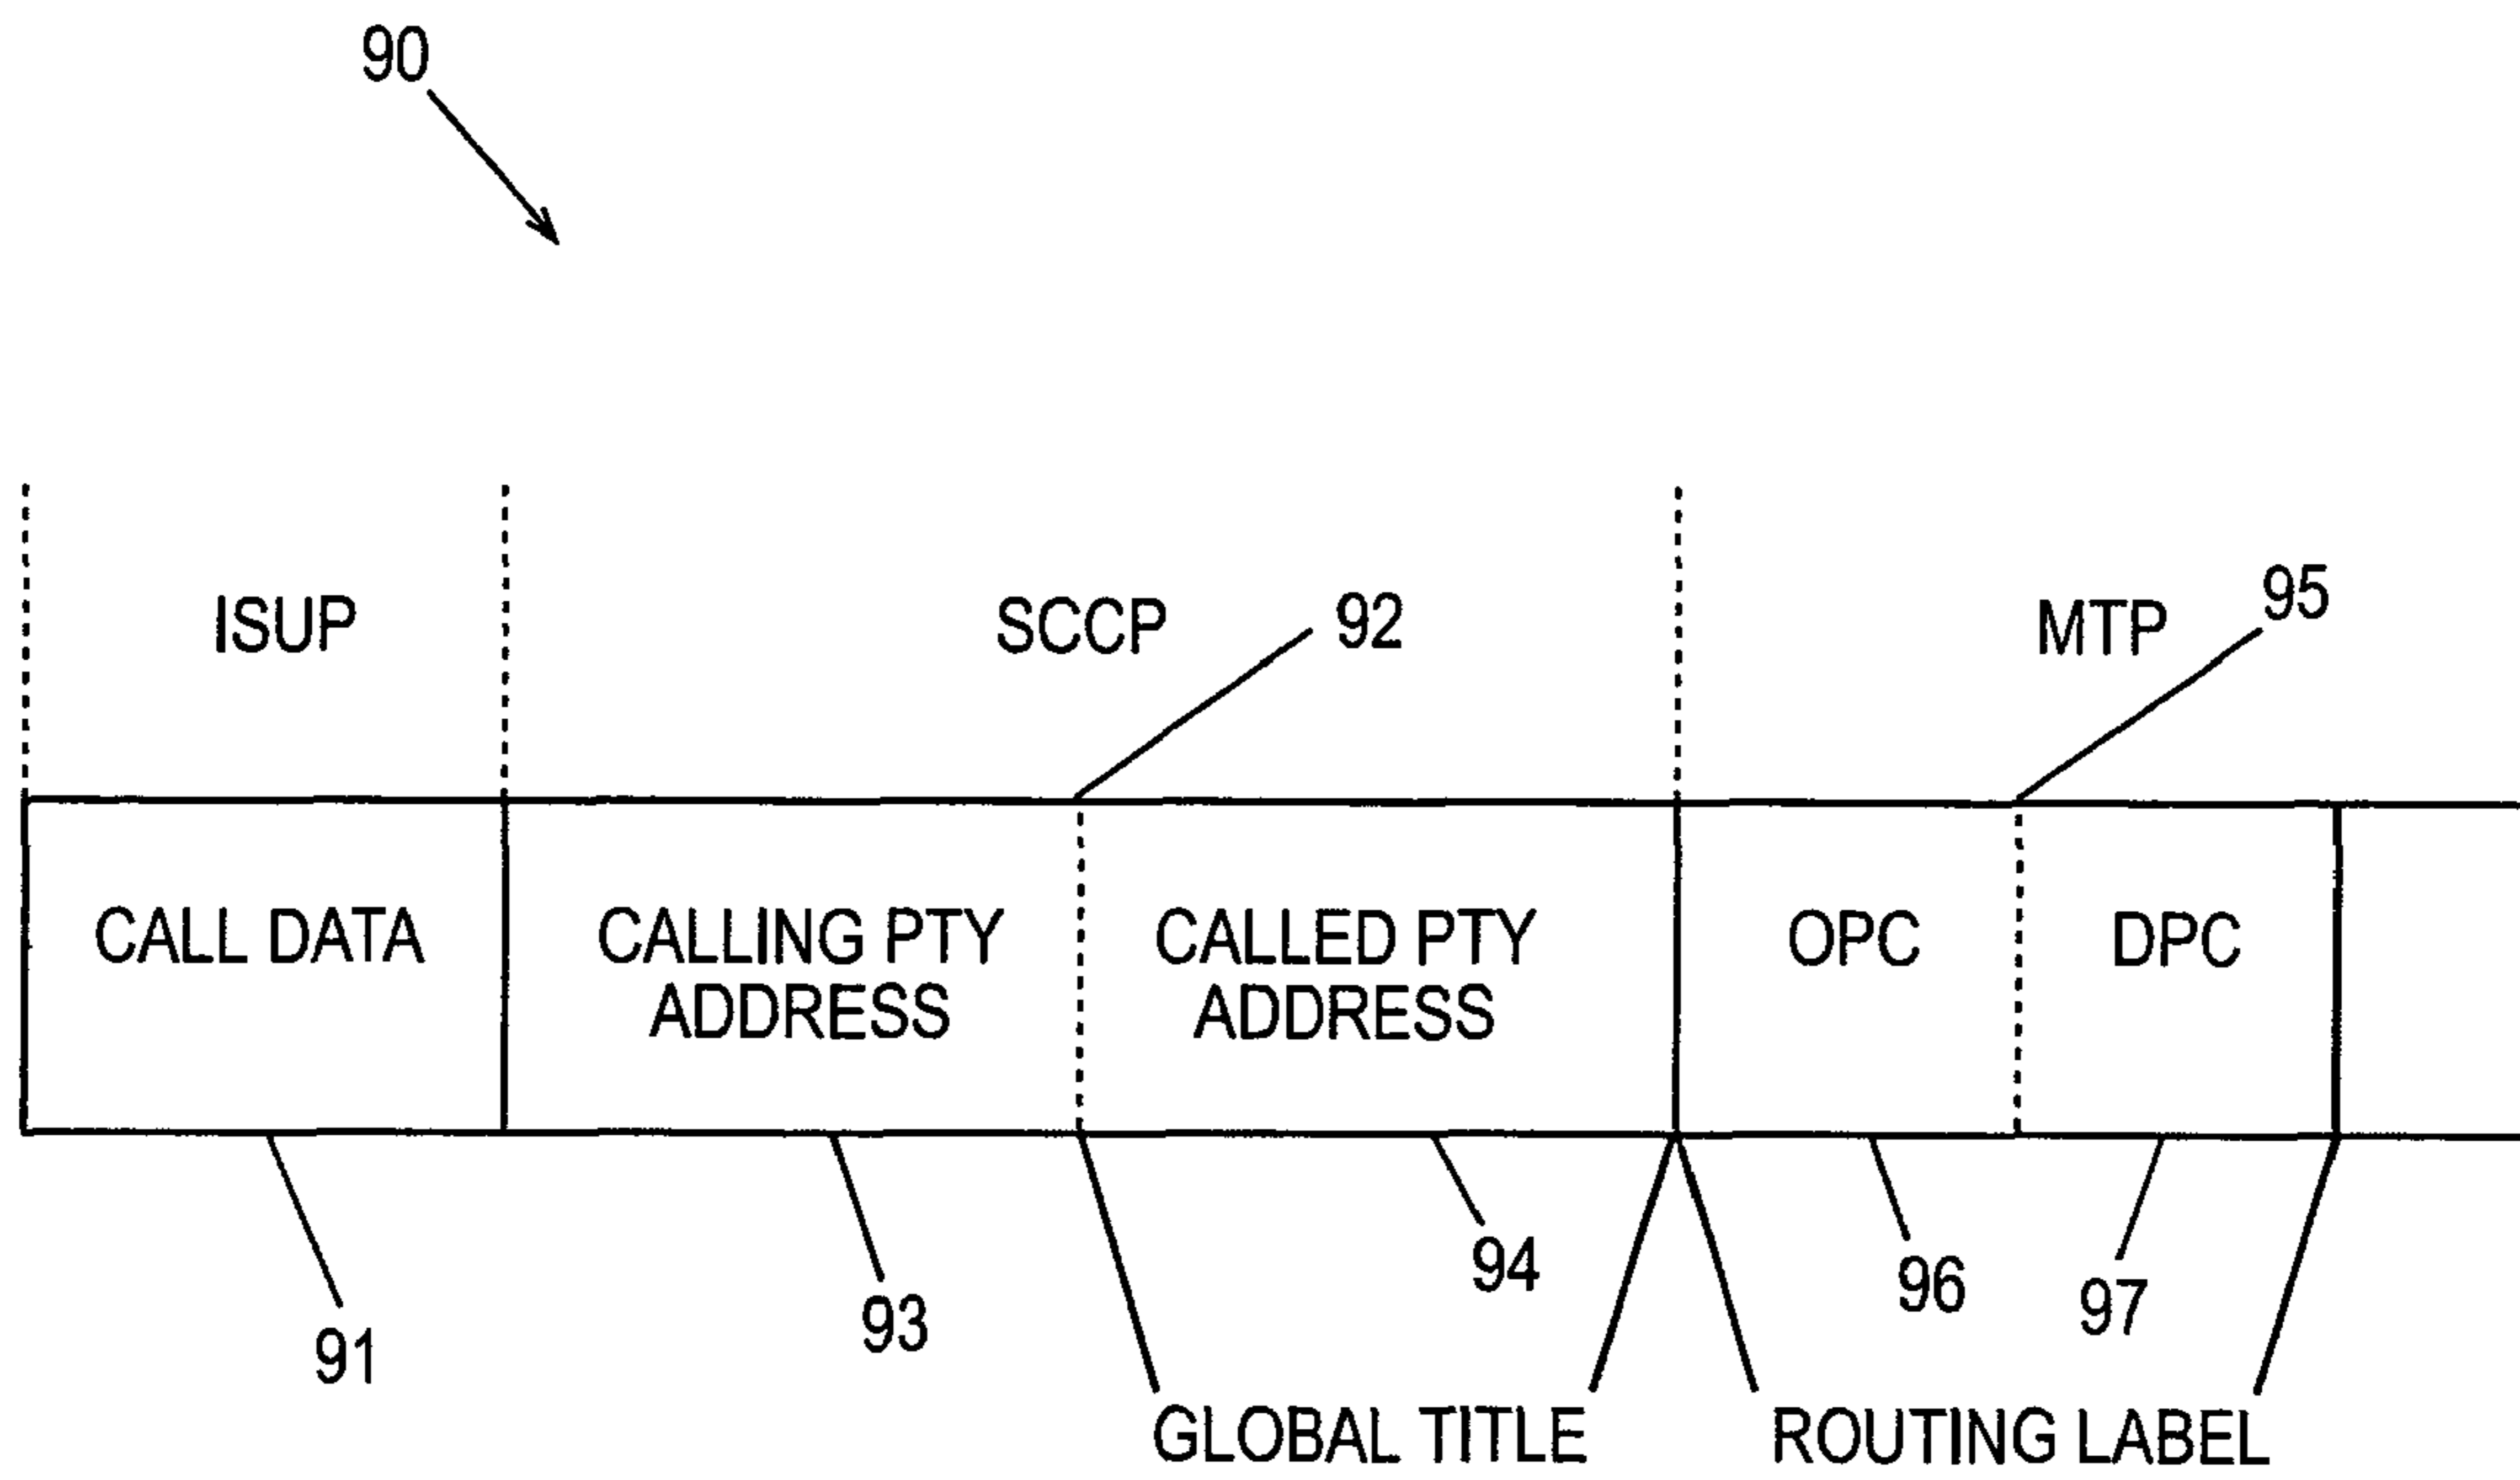 90
ISUP
SCCP
92
MTP
95
CALL DATA
CALLING PTY
ADDRESS
CALLED PTY
ADDRESS
OPC
DPC
91
93
94
96
97
GLOBAL TITLE
ROUTING LABEL